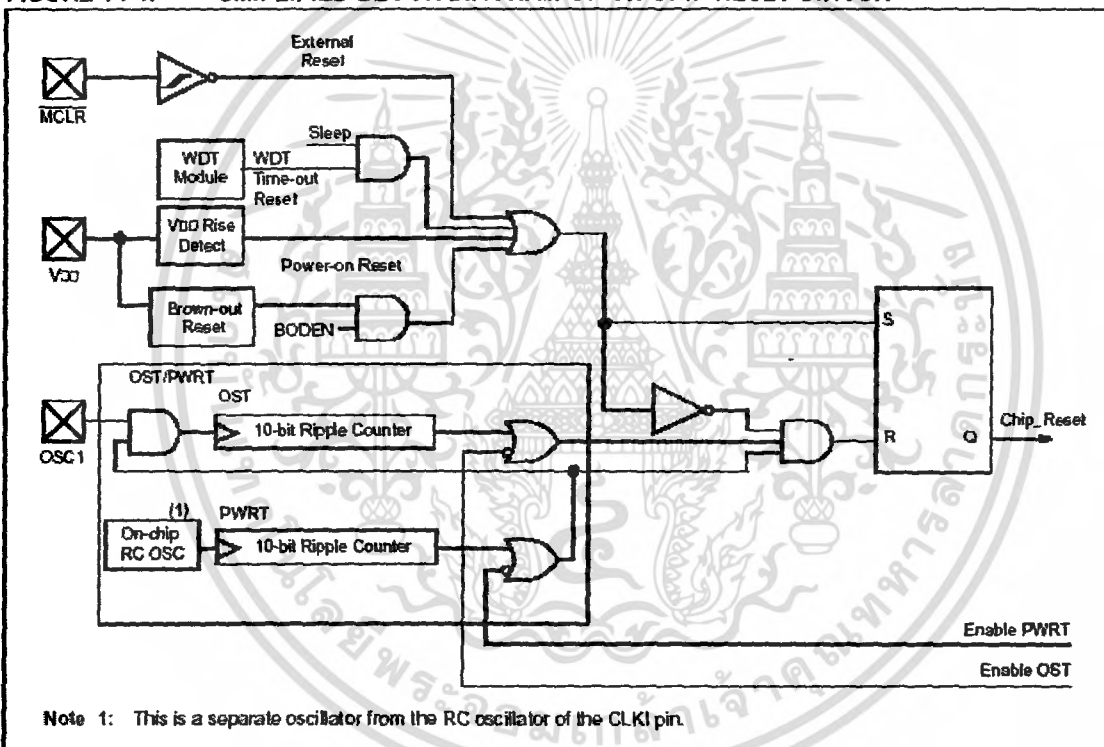 External
Reset
MCLR
Sleep
WDT
Module
WDT
Time-out
Reset
VDD Rise
Detect
VDD
Power-on Reset
Brown-out
Reset
BODEN
S
OST/PWRT
OST
10-bit Ripple Counter
OSC1
R
Q
Chip_Reset
(1)
On-chip
RC OSC
PWRT
10-bit Ripple Counter
Enable PWRT
Enable OST
Note 1: This is a separate oscillator from the RC oscillator of the CLKI pin.